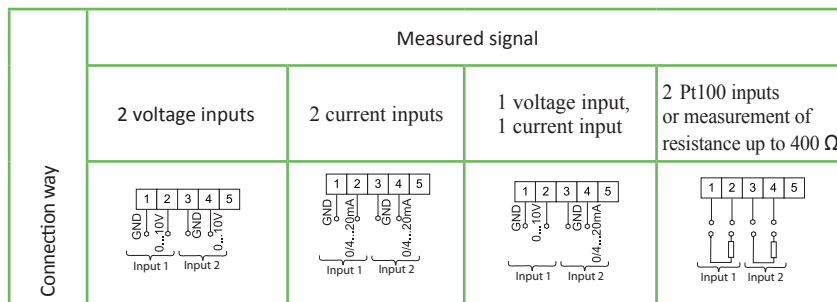 Measured signal
Connection way
2 voltage inputs
2 current inputs
1 voltage input,
1 current input
2 Pt100 inputs
or measurement of
resistance up to 400 Ω
1 2 3 4 5
GND
0...10V
GND
0...10V
Input 1 Input 2
1 2 3 4 5
GND
0/4...20mA
GND
0/4...20mA
Input 1 Input 2
1 2 3 4 5
GND
0...10V
GND
0/4...20mA
Input 1 Input 2
1 2 3 4 5
Input 1 Input 2